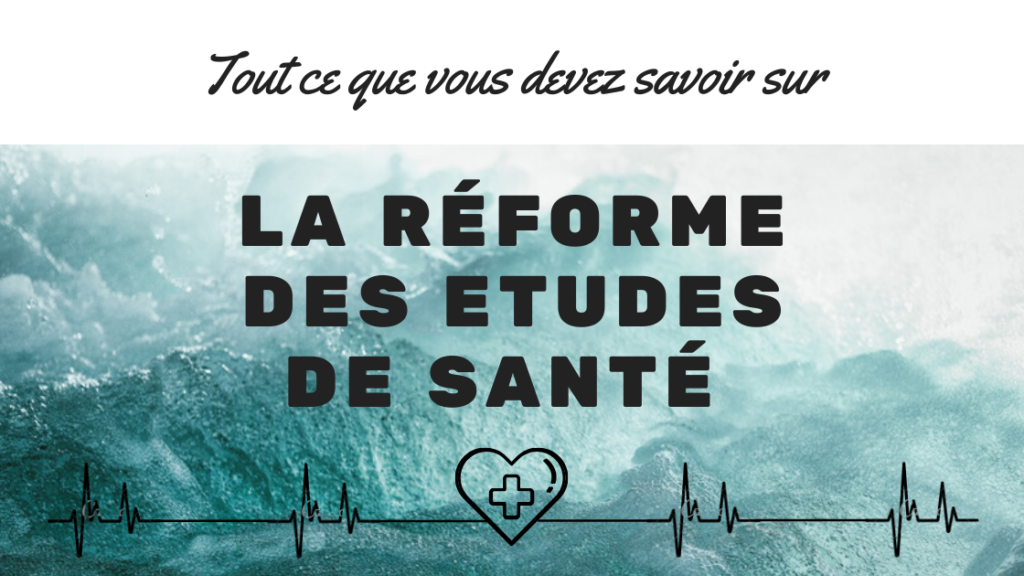 Tout ce que vous devez savoir sur
LA RÉFORME
DES ETUDES
DE SANTÉ